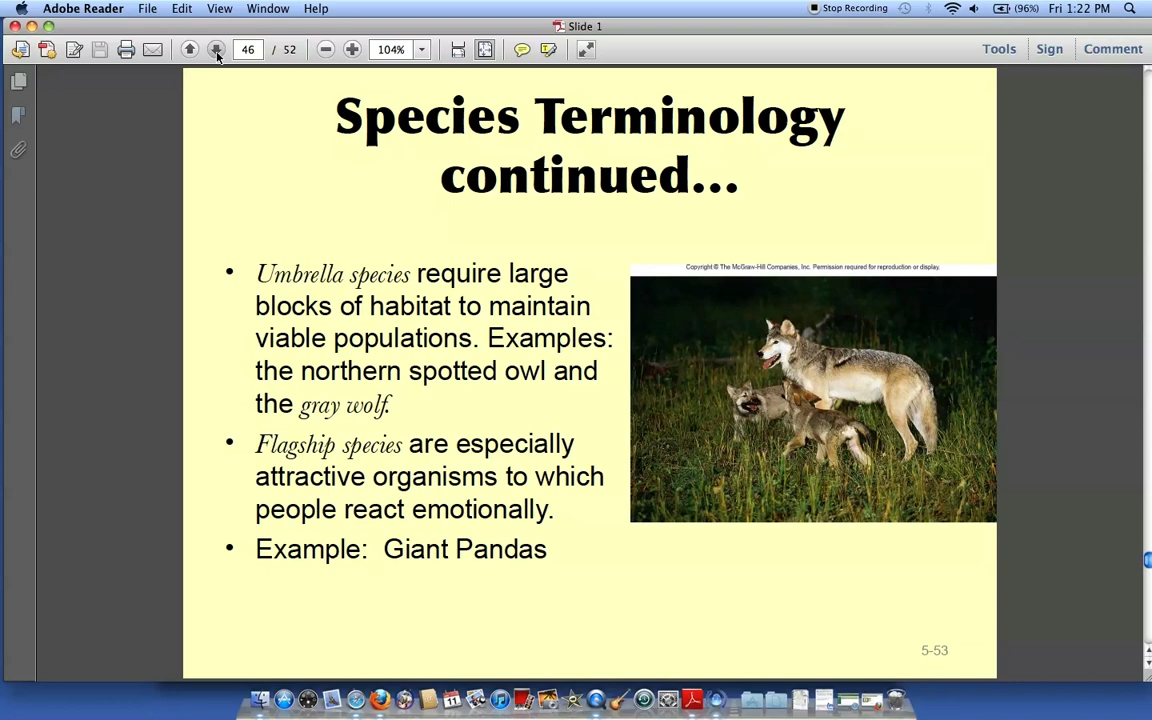 Adobe Reader File Edit View Window Help Stop Recording (96%) Fri 1:22 PM
Slide 1
46 / 52 104% Tools Sign Comment
Species Terminology
continued...
• Umbrella species require large
blocks of habitat to maintain
viable populations. Examples:
the northern spotted owl and
the gray wolf.
• Flagship species are especially
attractive organisms to which
people react emotionally.
• Example: Giant Pandas
Copyright © The McGraw-Hill Companies, Inc. Permission required for reproduction or display.
5-53